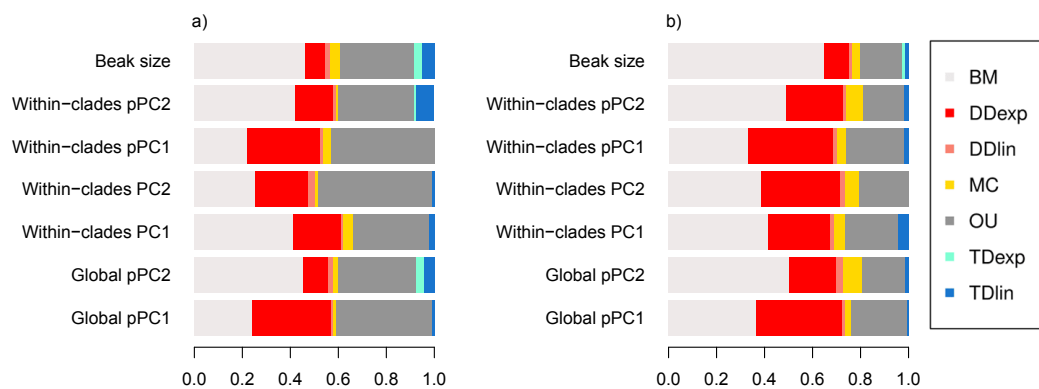 a)
Beak size
Within−clades pPC2
Within−clades pPC1
Within−clades PC2
Within−clades PC1
Global pPC2
Global pPC1
0.0 0.2 0.4 0.6 0.8 1.0
b)
Beak size
Within−clades pPC2
Within−clades pPC1
Within−clades PC2
Within−clades PC1
Global pPC2
Global pPC1
0.0 0.2 0.4 0.6 0.8 1.0
BM
DDexp
DDlin
MC
OU
TDexp
TDlin